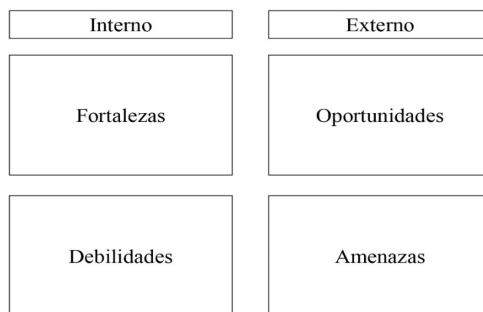 Interno
Externo
Fortalezas
Oportunidades
Debilidades
Amenazas